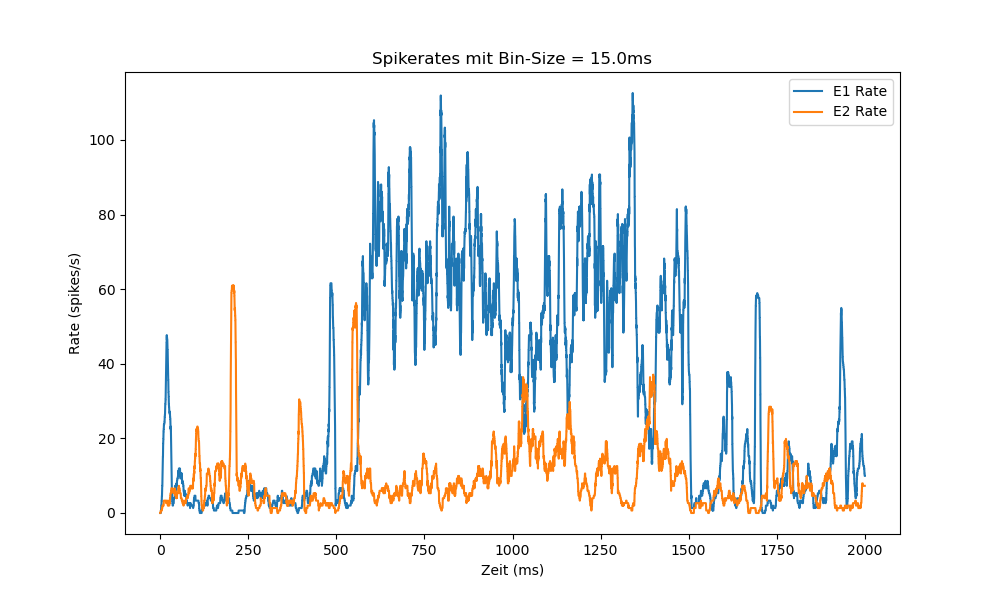 Spikerates mit Bin-Size = 15.0ms
E1 Rate
E2 Rate
100
80
60
40
20
0
Rate (spikes/s)
0 250 500 750 1000 1250 1500 1750 2000
Zeit (ms)